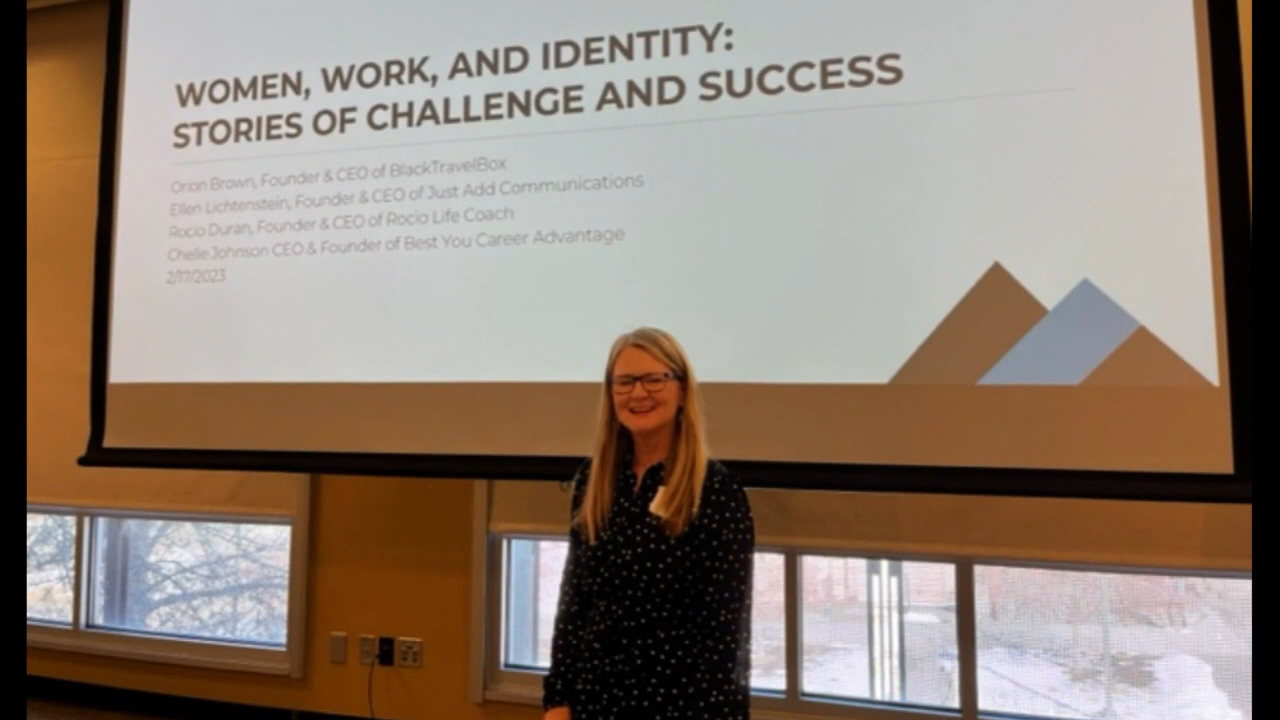 WOMEN, WORK, AND IDENTITY:
STORIES OF CHALLENGE AND SUCCESS
Orion Brown, Founder & CEO of BlackTravelBox
Ellen Lichtenstein, Founder & CEO of Just Add Communications
Rocio Duran, Founder & CEO of Rocio Life Coach
Chelle Johnson CEO & Founder of Best You Career Advantage
2/17/2023